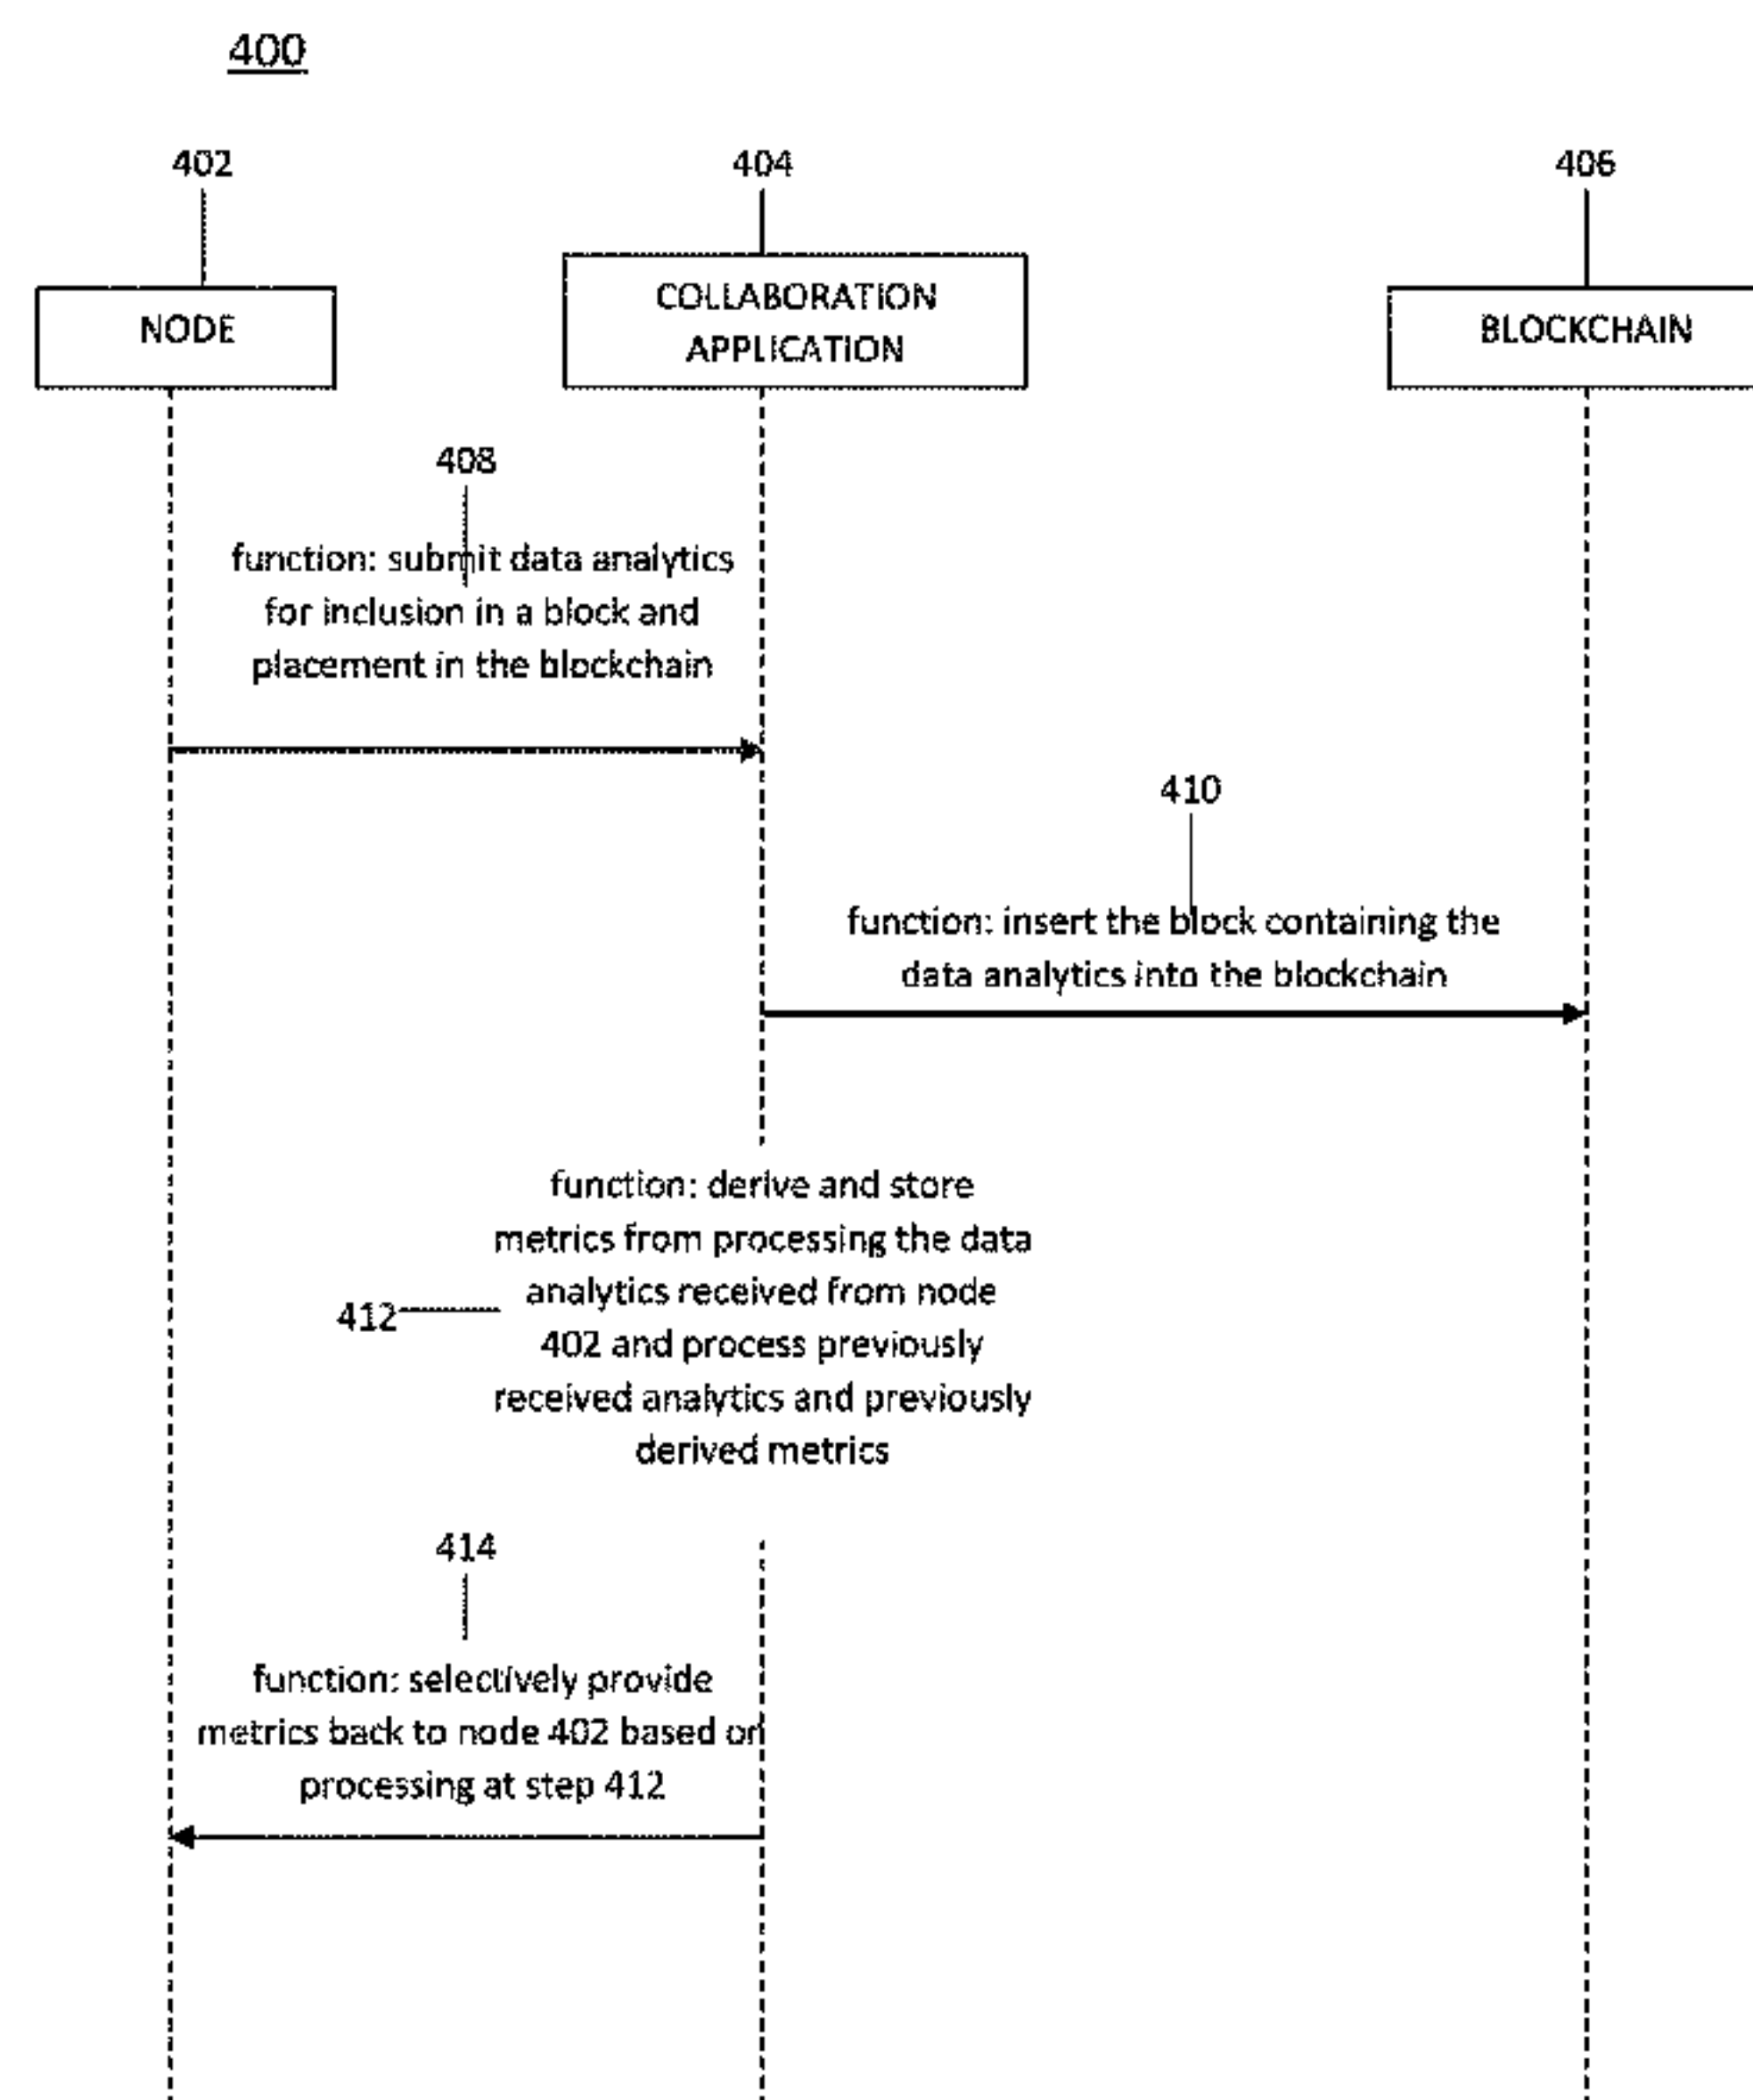 400
402
404
406
NODE
COLLABORATION
APPLICATION
BLOCKCHAIN
408
function: submit data analytics
for inclusion in a block and
placement in the blockchain
410
function: insert the block containing the
data analytics into the blockchain
function: derive and store
metrics from processing the data
analytics received from node
412
402 and process previously
received analytics and previously
derived metrics
414
function: selectively provide
metrics back to node 402 based on
processing at step 412